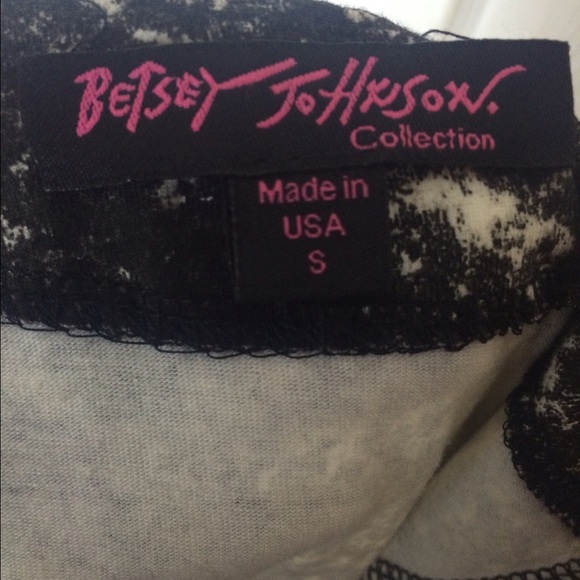 BETSEY JOHNSON.
Collection
Made in
USA
S